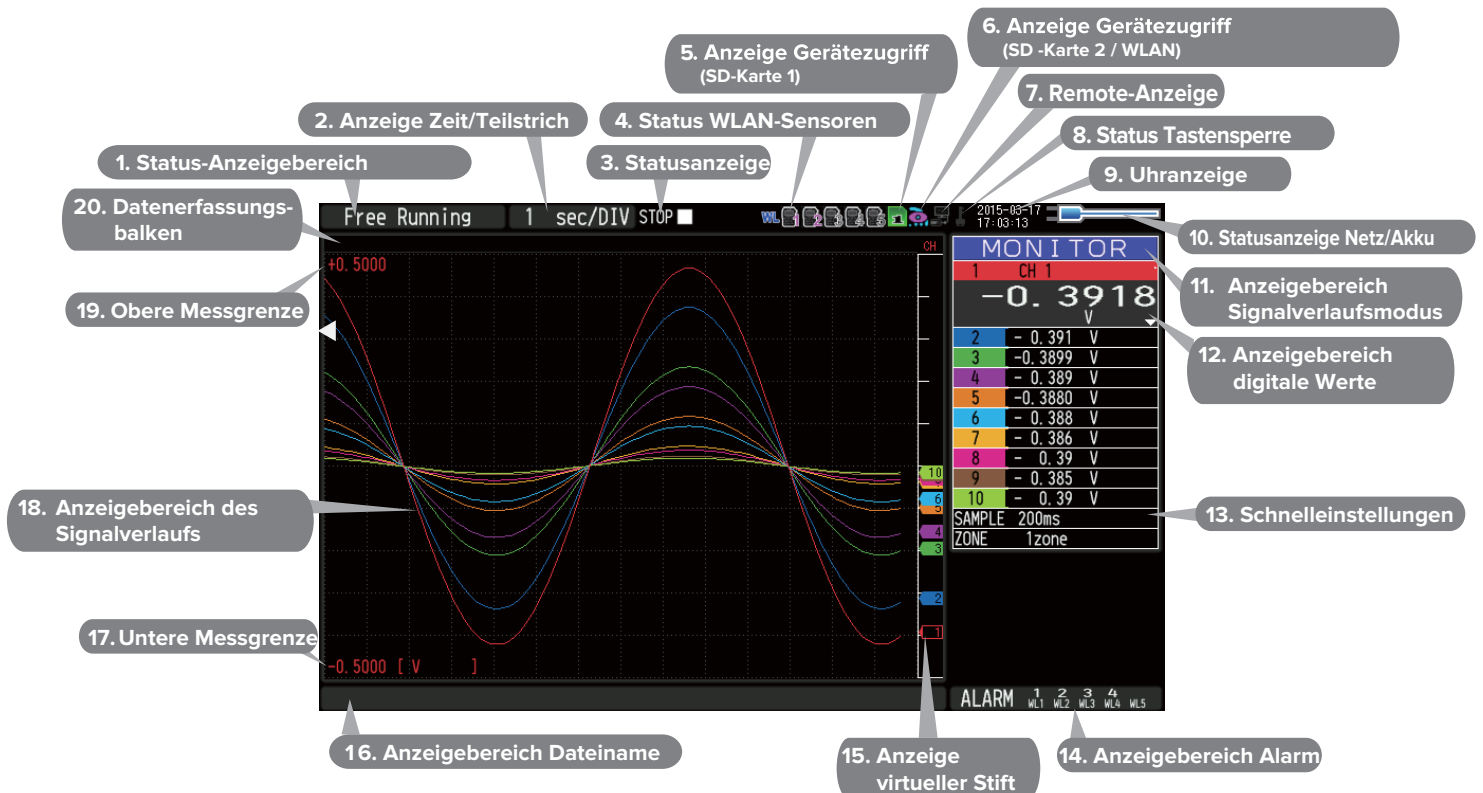 6. Anzeige Gerätezugriff
(SD -Karte 2 / WLAN)
5. Anzeige Gerätezugriff
(SD-Karte 1)
7. Remote-Anzeige
2. Anzeige Zeit/Teilstrich
4. Status WLAN-Sensoren
8. Status Tastensperre
1. Status-Anzeigebereich
3. Statusanzeige
9. Uhranzeige
20. Datenerfassungs-
balken
Free Running
1 sec/DIV
STOP
WL 1 2 3 4 5
1
2015-03-17
17:03:13
10. Statusanzeige Netz/Akku
CH
MONITOR
+0.5000
1 CH 1
-0.3918
V
19. Obere Messgrenze
11. Anzeigebereich
Signalverlaufsmodus
2 - 0.391 V
3 -0.3899 V
4 - 0.389 V
5 -0.3880 V
6 - 0.388 V
7 - 0.386 V
8 - 0.39 V
9 - 0.385 V
10 - 0.39 V
12. Anzeigebereich
digitale Werte
SAMPLE 200ms
ZONE 1zone
13. Schnelleinstellungen
10
6
5
4
3
2
1
18. Anzeigebereich des
Signalverlaufs
17. Untere Messgrenze
-0.5000 [ V ]
ALARM 1 2 3 4
WL1 WL2 WL3 WL4 WL5
16. Anzeigebereich Dateiname
15. Anzeige
virtueller Stift
14. Anzeigebereich Alarm